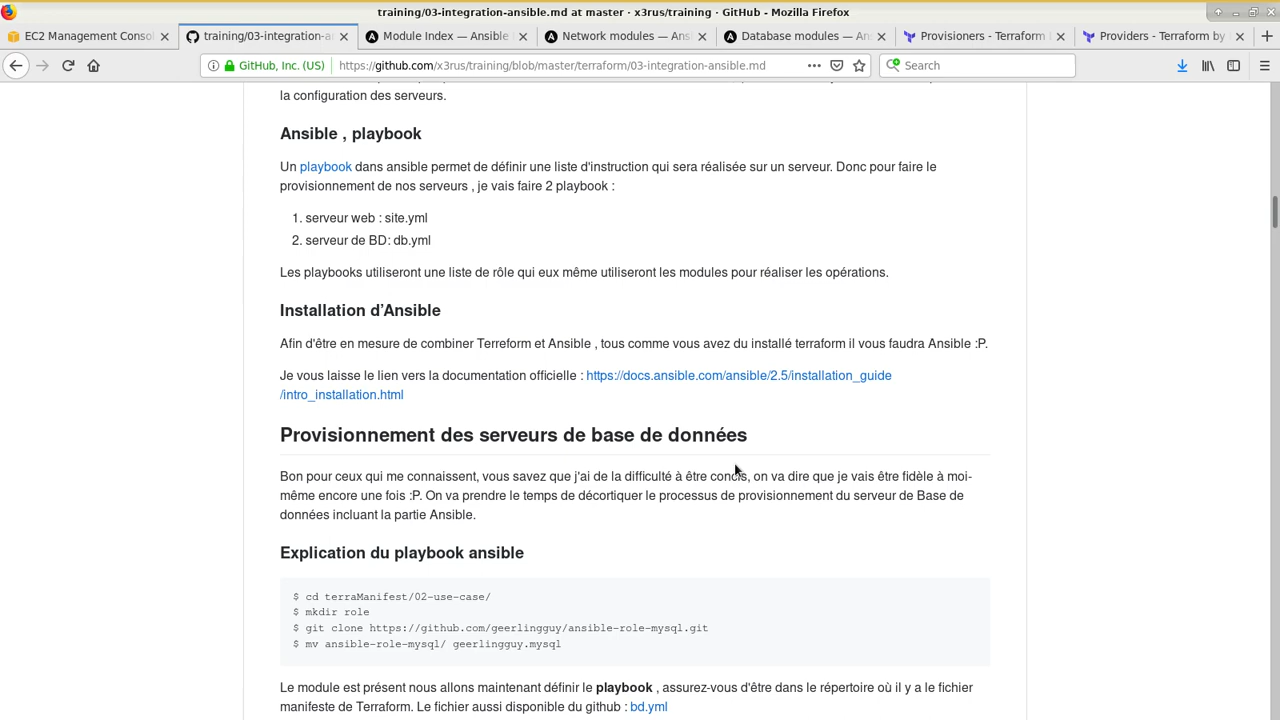 training/03-integration-ansible.md at master · x3rus/training · GitHub - Mozilla Firefox
EC2 Management Consol
training/03-integration-a
Module Index — Ansible
Network modules — Ans
Database modules — An
Provisioners - Terraform
Providers - Terraform by
GitHub, Inc. (US)
https://github.com/x3rus/training/blob/master/terraform/03-integration-ansible.md
Search
la configuration des serveurs.
Ansible , playbook
Un playbook dans ansible permet de définir une liste d'instruction qui sera réalisée sur un serveur. Donc pour faire le
provisionnement de nos serveurs , je vais faire 2 playbook :
1. serveur web : site.yml
2. serveur de BD: db.yml
Les playbooks utiliseront une liste de rôle qui eux même utiliseront les modules pour réaliser les opérations.
Installation d’Ansible
Afin d'être en mesure de combiner Terreform et Ansible , tous comme vous avez du installé terraform il vous faudra Ansible :P.
Je vous laisse le lien vers la documentation officielle : https://docs.ansible.com/ansible/2.5/installation_guide
/intro_installation.html
Provisionnement des serveurs de base de données
Bon pour ceux qui me connaissent, vous savez que j'ai de la difficulté à être concis, on va dire que je vais être fidèle à moi-
même encore une fois :P. On va prendre le temps de décortiquer le processus de provisionnement du serveur de Base de
données incluant la partie Ansible.
Explication du playbook ansible
$ cd terraManifest/02-use-case/
$ mkdir role
$ git clone https://github.com/geerlingguy/ansible-role-mysql.git
$ mv ansible-role-mysql/ geerlingguy.mysql
Le module est présent nous allons maintenant définir le playbook , assurez-vous d'être dans le répertoire où il y a le fichier
manifeste de Terraform. Le fichier aussi disponible du github : bd.yml